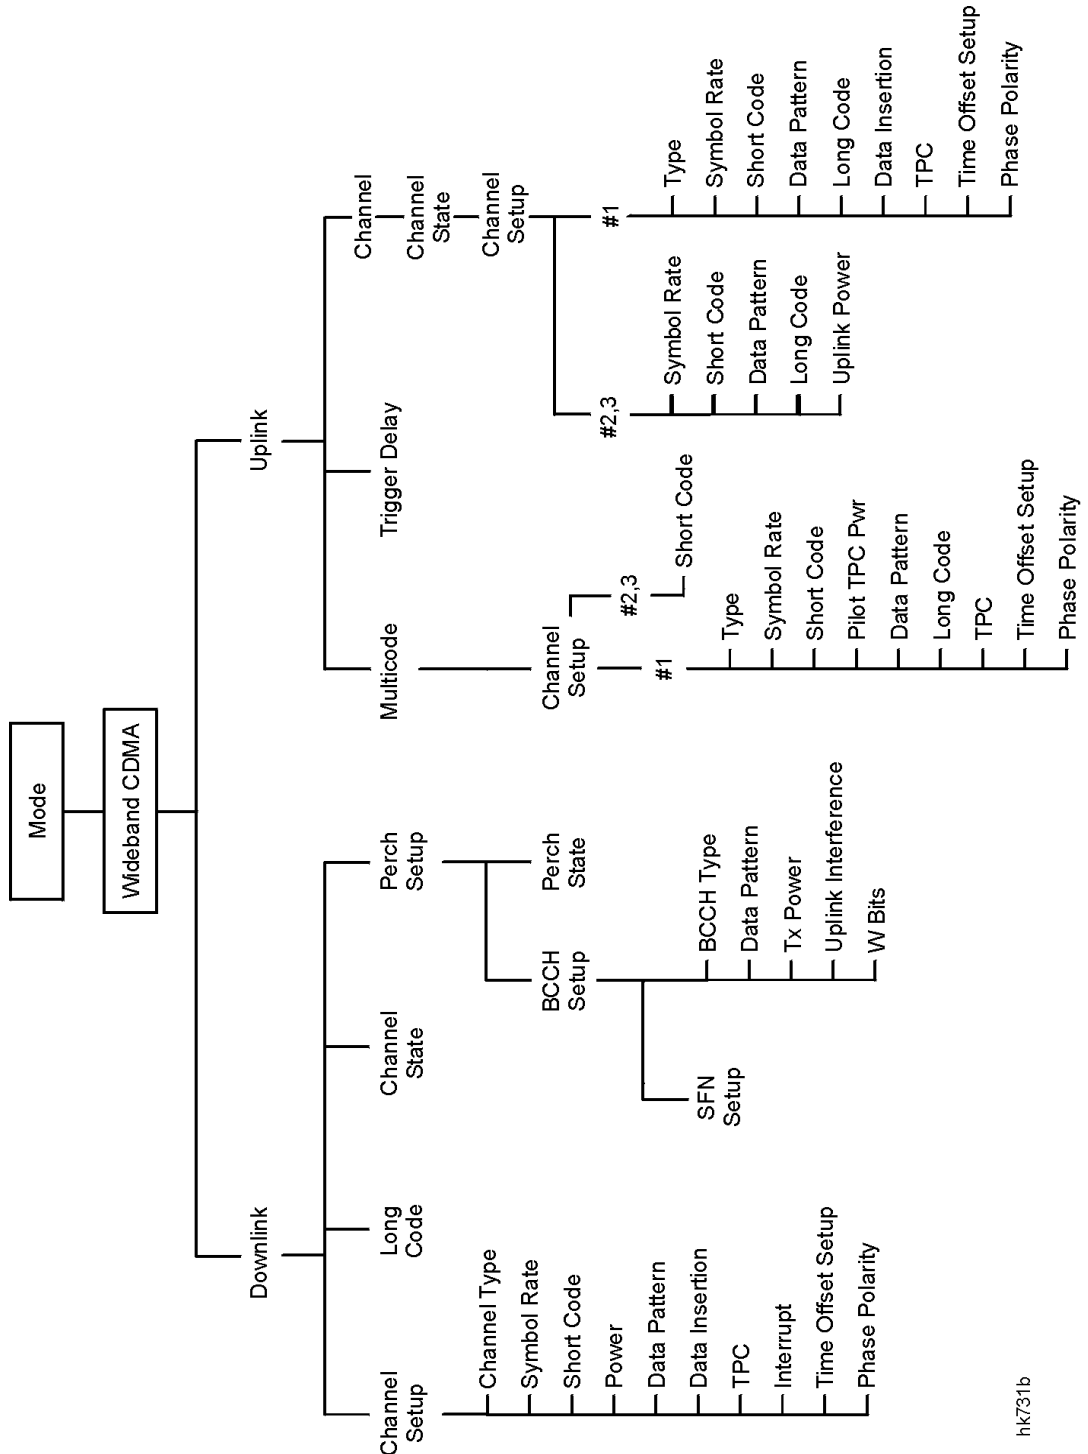 Mode
Wideband CDMA
Downlink
Uplink
Channel
Setup
Long
Code
Channel
State
Perch
Setup
Multicode
Trigger Delay
Channel
Channel
State
Channel
Setup
Channel Type
Symbol Rate
Short Code
Power
Data Pattern
Data Insertion
TPC
Interrupt
Time Offset Setup
Phase Polarity
BCCH
Setup
Perch
State
SFN
Setup
BCCH Type
Data Pattern
Tx Power
Uplink Interference
W Bits
Channel
Setup
#1
#2,3
Short Code
Type
Symbol Rate
Short Code
Pilot TPC Pwr
Data Pattern
Long Code
TPC
Time Offset Setup
Phase Polarity
#2,3
Symbol Rate
Short Code
Data Pattern
Long Code
Uplink Power
#1
Type
Symbol Rate
Short Code
Data Pattern
Long Code
Data Insertion
TPC
Time Offset Setup
Phase Polarity
hk731b